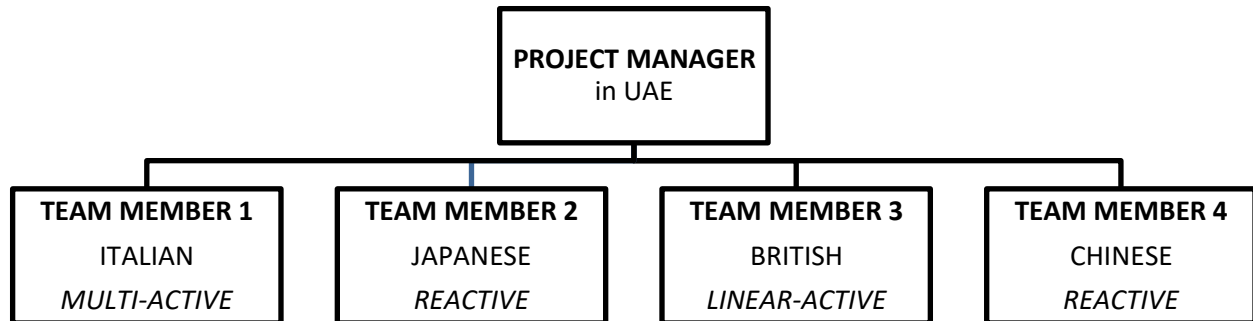 PROJECT MANAGER
in UAE
TEAM MEMBER 1
ITALIAN
MULTI-ACTIVE
TEAM MEMBER 2
JAPANESE
REACTIVE
TEAM MEMBER 3
BRITISH
LINEAR-ACTIVE
TEAM MEMBER 4
CHINESE
REACTIVE